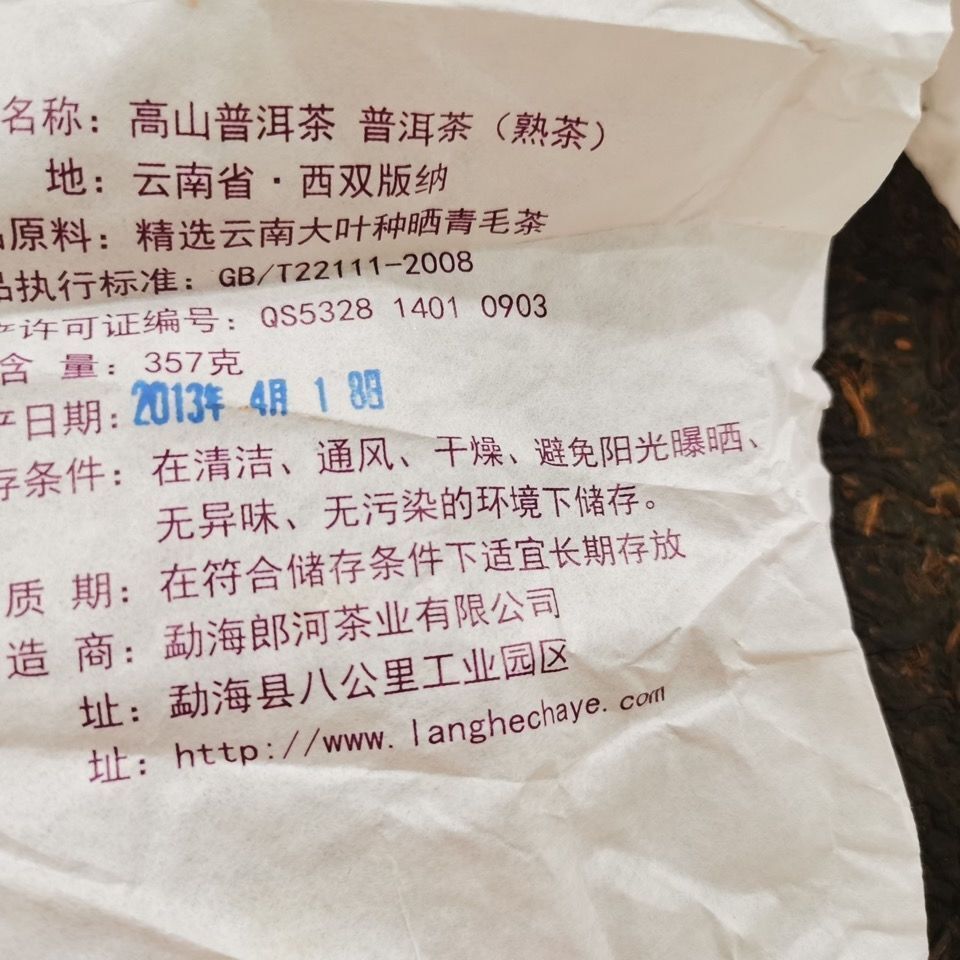 名称：高山普洱茶 普洱茶（熟茶）
地：云南省·西双版纳
品原料：精选云南大叶种晒青毛茶
品执行标准：GB/T22111-2008
产许可证编号：QS5328 1401 0903
含 量：357克
产日期：2013年 4月 1 8日
存条件：在清洁、通风、干燥、避免阳光曝晒、
无异味、无污染的环境下储存。
质 期：在符合储存条件下适宜长期存放
造 商：勐海郎河茶业有限公司
址：勐海县八公里工业园区
址：http://www.langhechaye.com